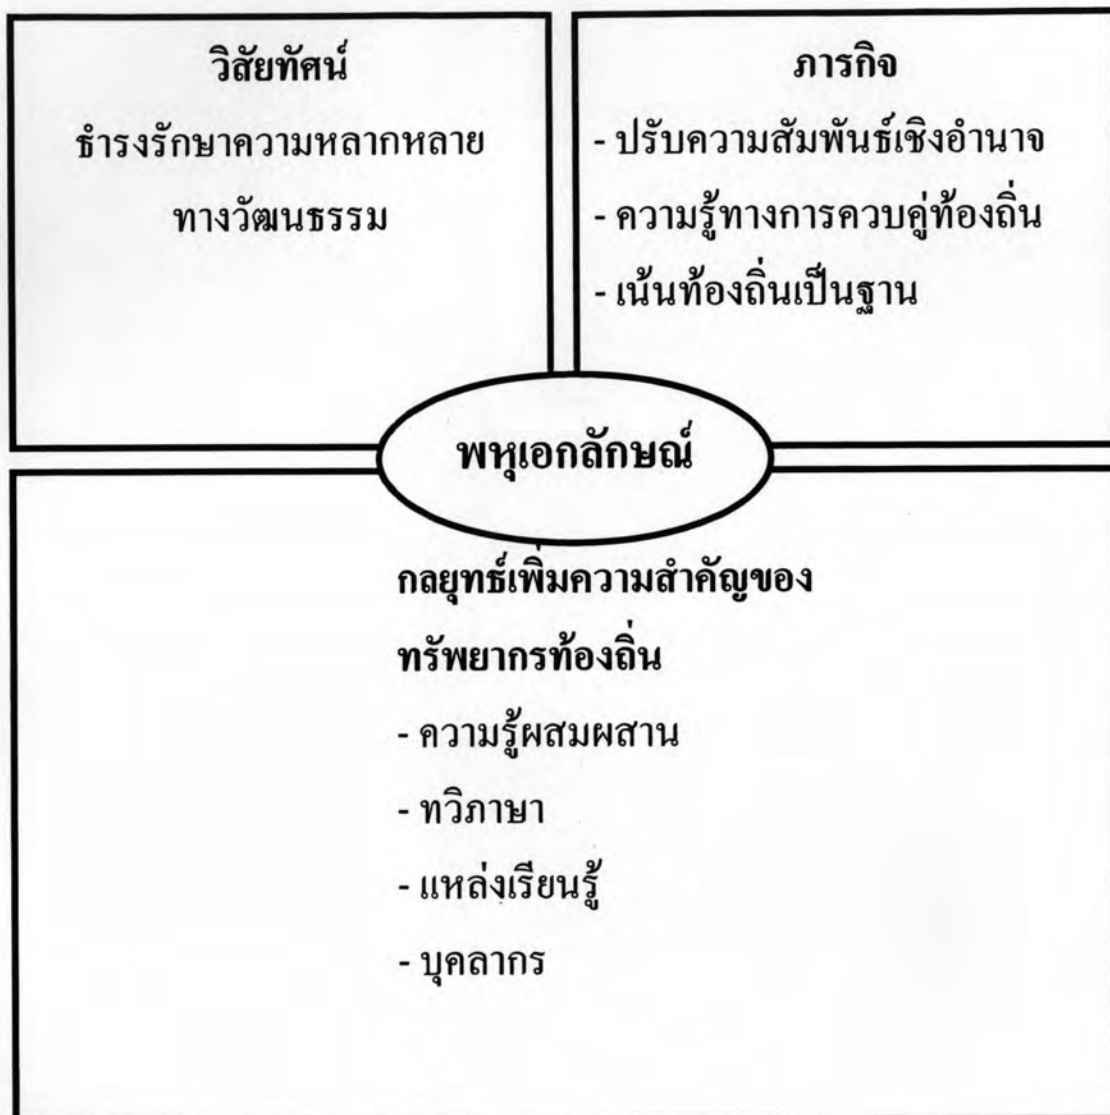 วิสัยทัศน์
ธำรงรักษาความหลากหลาย
ทางวัฒนธรรม
ภารกิจ
- ปรับความสัมพันธ์เชิงอำนาจ
- ความรู้ทางการควบคู่ท้องถิ่น
- เน้นท้องถิ่นเป็นฐาน
พหุเอกลักษณ์
กลยุทธ์เพิ่มความสำคัญของ
ทรัพยากรท้องถิ่น
- ความรู้ผสมผสาน
- ทวิภาษา
- แหล่งเรียนรู้
- บุคลากร